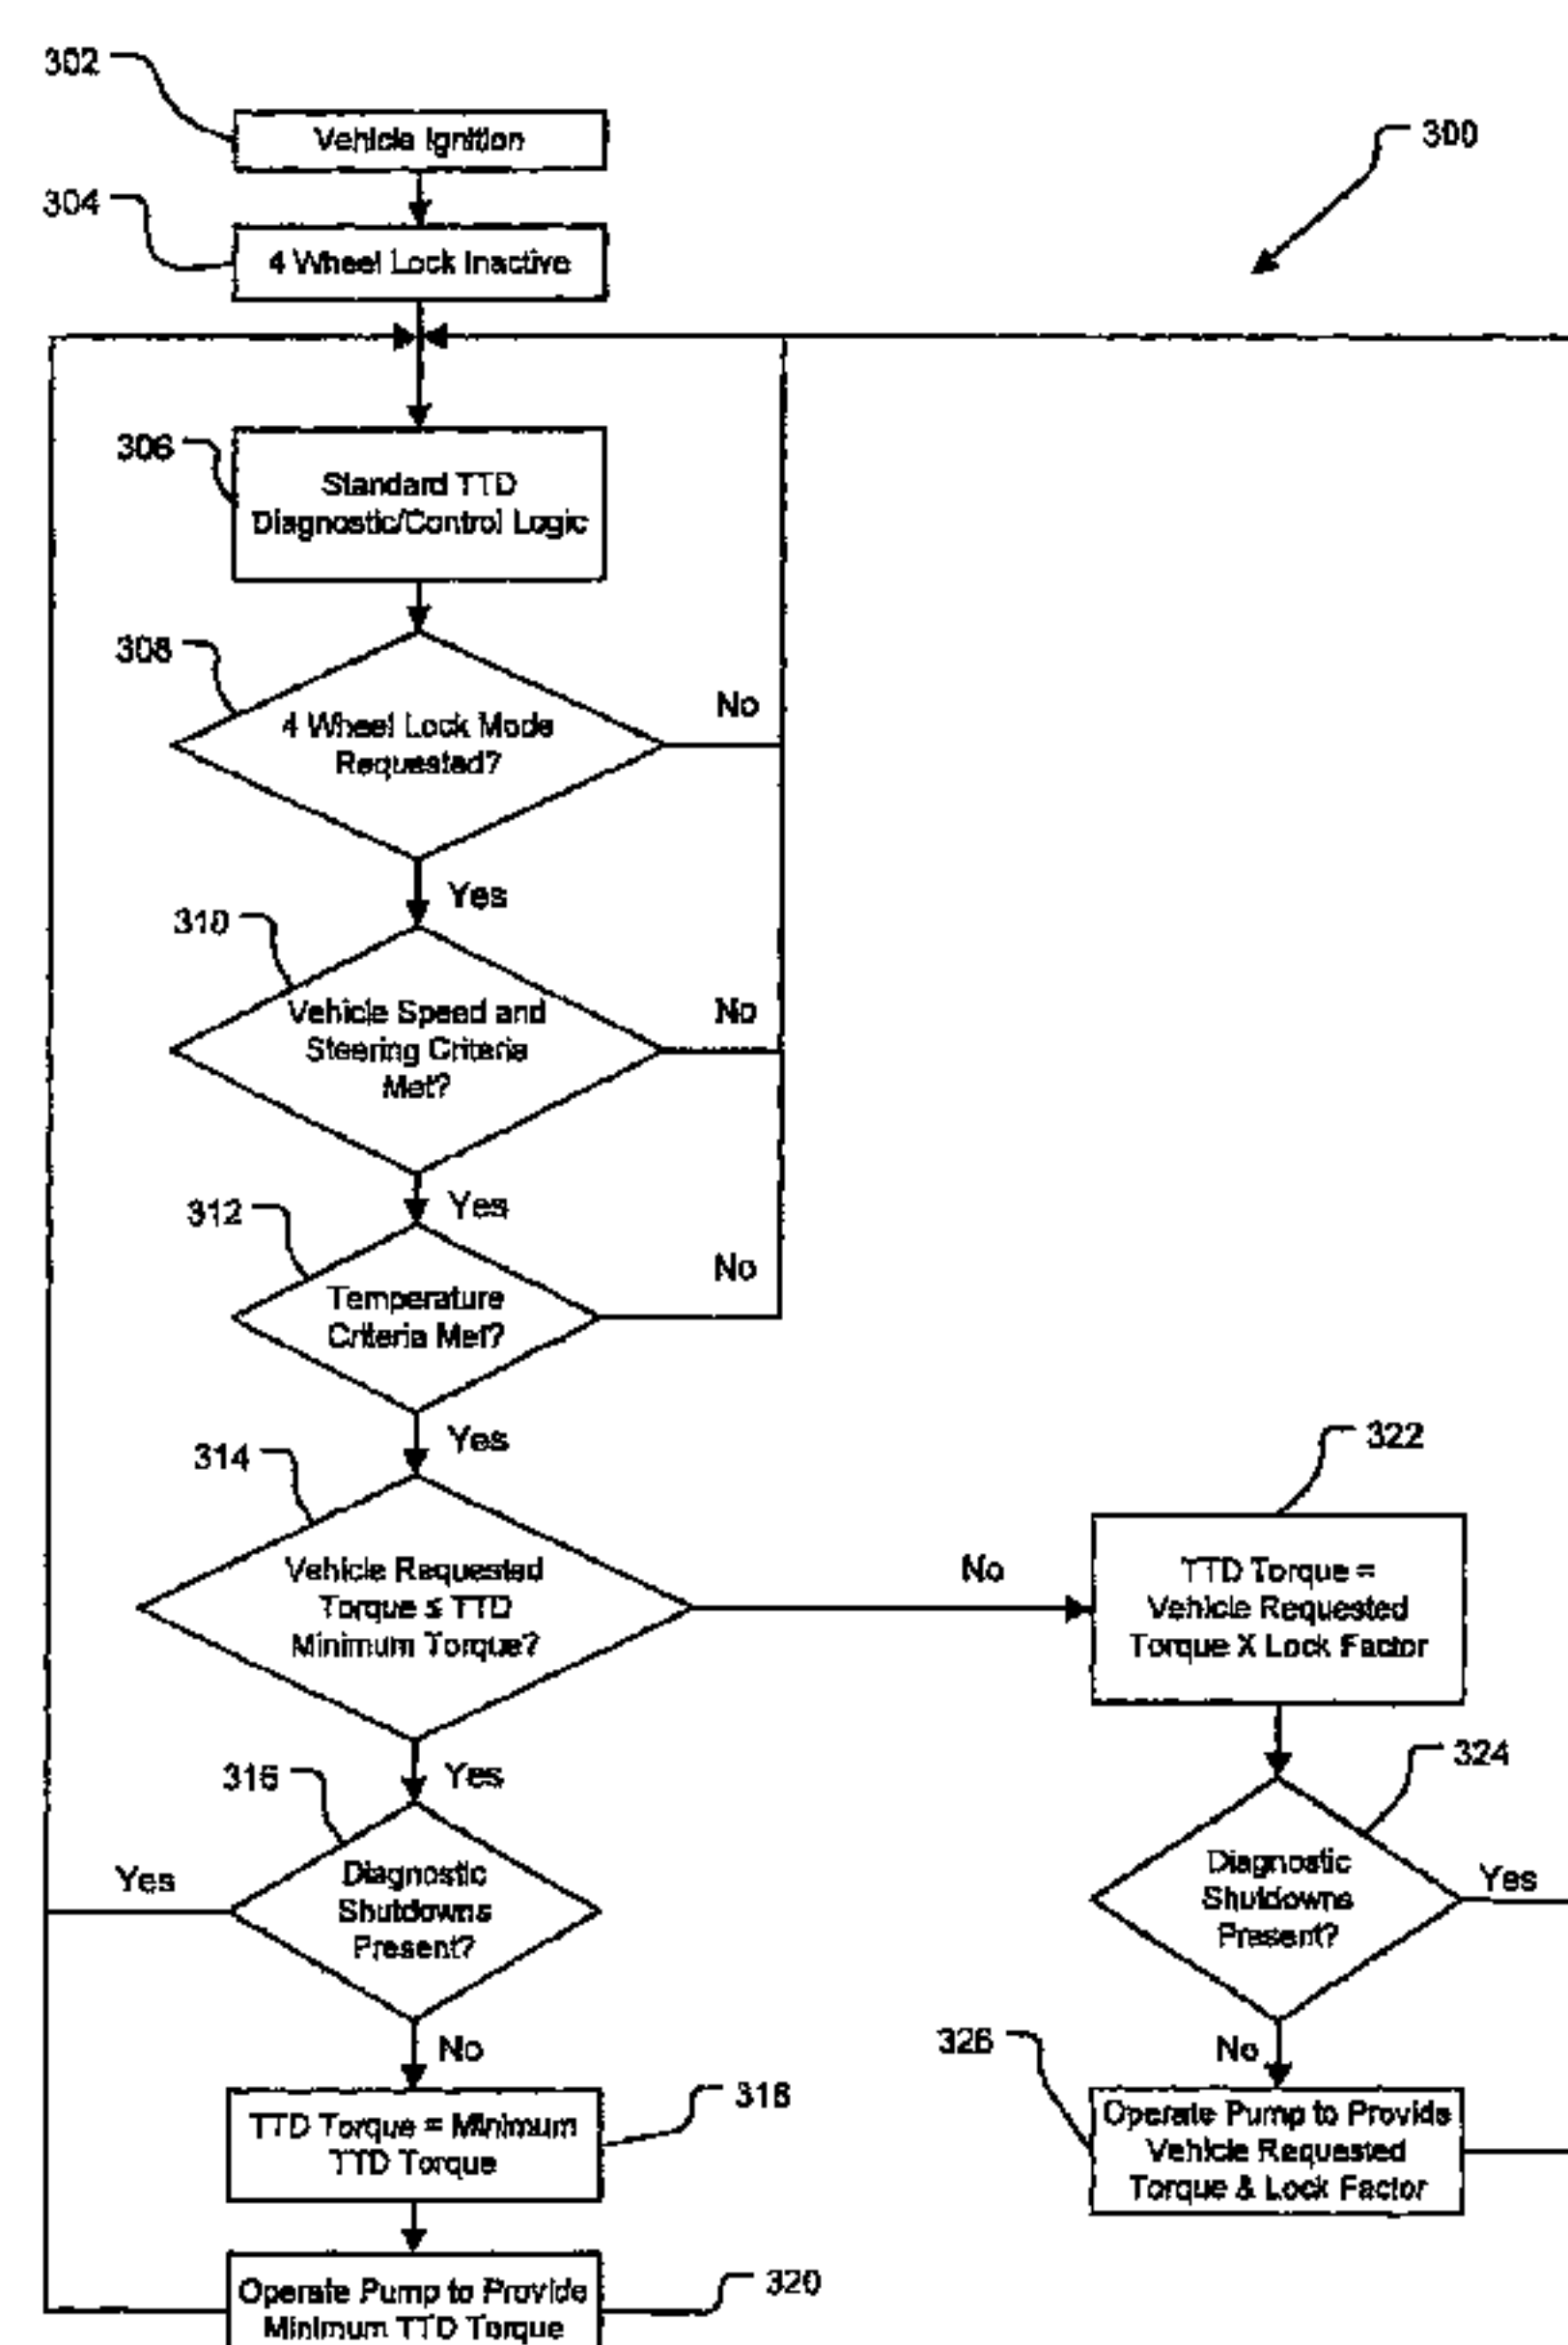 302
Vehicle Ignition
300
304
4 Wheel Lock Inactive
306
Standard TTD
Diagnostic/Control Logic
308
4 Wheel Lock Mode
Requested?
No
Yes
310
Vehicle Speed and
Steering Criteria
Met?
No
Yes
312
Temperature
Criteria Met?
No
Yes
314
Vehicle Requested
Torque ≤ TTD
Minimum Torque?
No
322
TTD Torque =
Vehicle Requested
Torque X Lock Factor
Yes
316
Diagnostic
Shutdowns
Present?
Yes
324
Diagnostic
Shutdowns
Present?
Yes
No
318
TTD Torque = Minimum
TTD Torque
No
326
Operate Pump to Provide
Vehicle Requested
Torque & Lock Factor
320
Operate Pump to Provide
Minimum TTD Torque